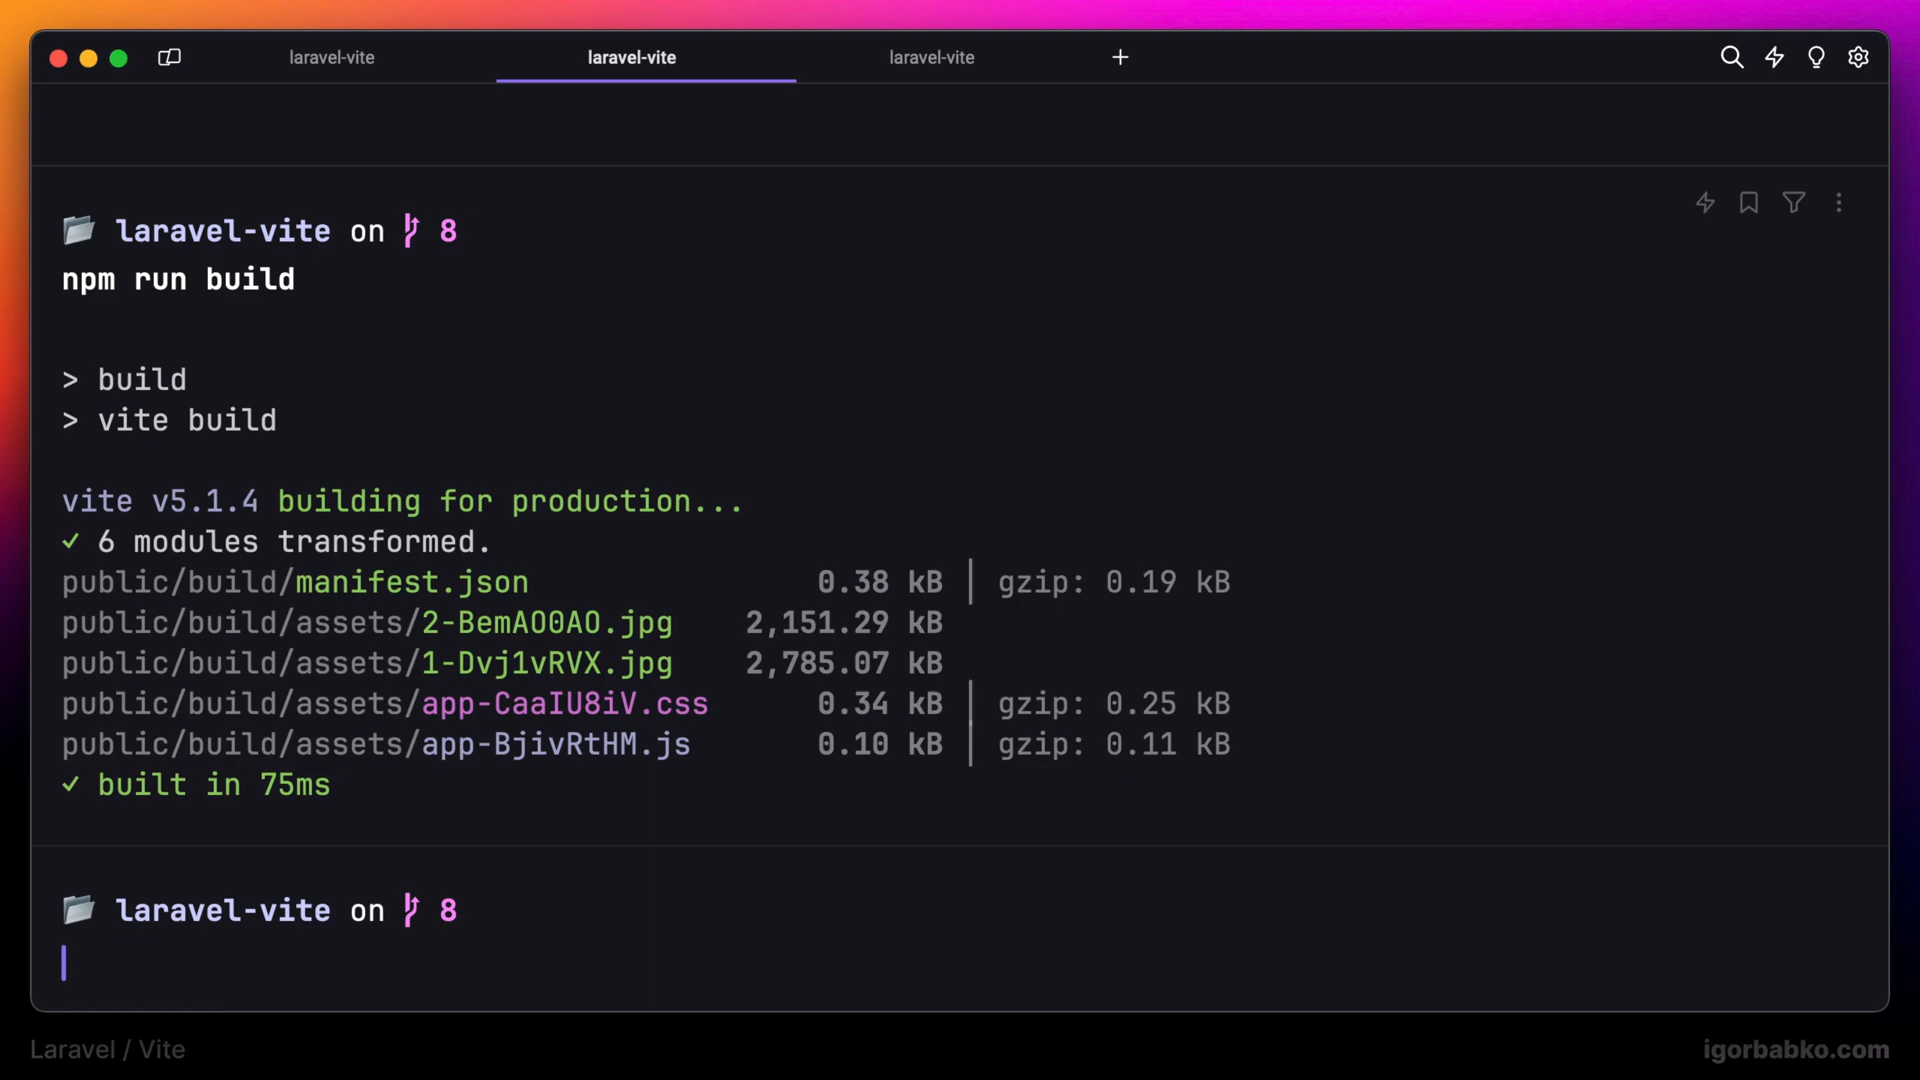 laravel-vite laravel-vite laravel-vite
laravel-vite on 8
npm run build
> build
> vite build
vite v5.1.4 building for production...
✓ 6 modules transformed.
public/build/manifest.json 0.38 kB │ gzip: 0.19 kB
public/build/assets/2-BemAO0AO.jpg 2,151.29 kB
public/build/assets/1-Dvj1vRVX.jpg 2,785.07 kB
public/build/assets/app-CaaIU8iV.css 0.34 kB │ gzip: 0.25 kB
public/build/assets/app-BjivRtHM.js 0.10 kB │ gzip: 0.11 kB
✓ built in 75ms
laravel-vite on 8
Laravel / Vite
igorbabko.com